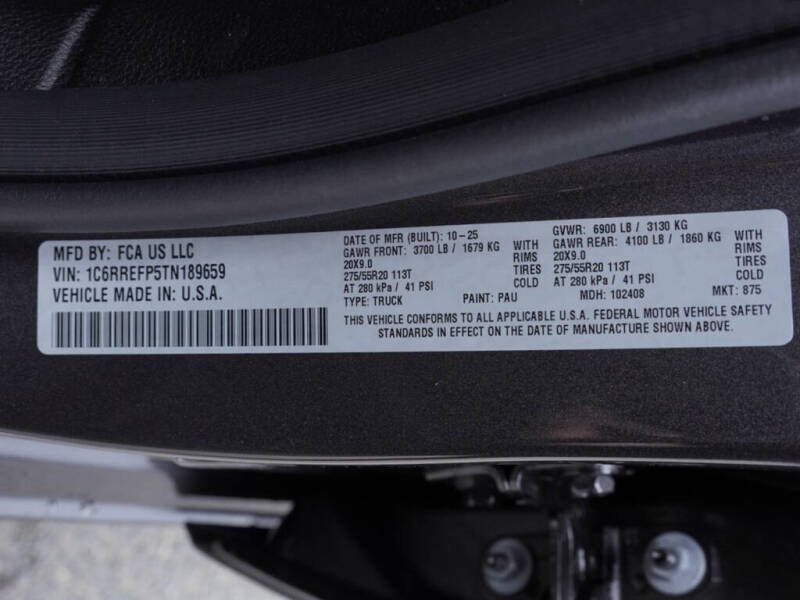 MFD BY: FCA US LLC
VIN: 1C6RREFP5TN189659
VEHICLE MADE IN: U.S.A.
DATE OF MFR (BUILT): 10-25
GAWR FRONT: 3700 LB / 1679 KG WITH
20X9.0 RIMS
275/55R20 113T TIRES
AT 280 kPa / 41 PSI COLD
GVWR: 6900 LB / 3130 KG
GAWR REAR: 4100 LB / 1860 KG WITH
20X9.0 RIMS
275/55R20 113T TIRES
AT 280 kPa / 41 PSI COLD
TYPE: TRUCK PAINT: PAU MDH: 102408 MKT: 875
THIS VEHICLE CONFORMS TO ALL APPLICABLE U.S.A. FEDERAL MOTOR VEHICLE SAFETY
STANDARDS IN EFFECT ON THE DATE OF MANUFACTURE SHOWN ABOVE.